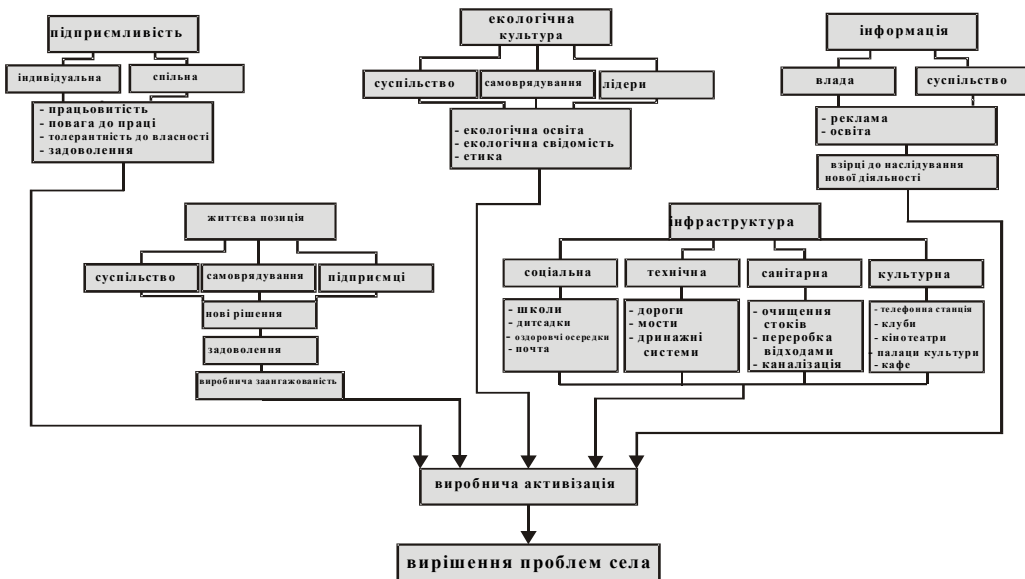 підприємливість
індивідуальна
спільна
- працьовитість
- повага до праці
- толерантність до власності
- задоволення
екологічна
культура
суспільство
самоврядування
лідери
- екологічна освіта
- екологічна свідомість
- етика
інформація
влада
суспільство
- реклама
- освіта
взірці до наслідування
нової діяльності
життєва позиція
суспільство
самоврядування
підприємці
нові рішення
задоволення
виробнича заангажованість
інфраструктура
соціальна
технічна
санітарна
культурна
- школи
- дитсадки
- оздоровчі осередки
- почта
- дороги
- мости
- дринажні
системи
- очищення
стоків
- переробка
відходами
- каналізація
- телефонна станція
- клуби
- кінотеатри
- палаци культури
- кафе
виробнича активізація
вирішення проблем села